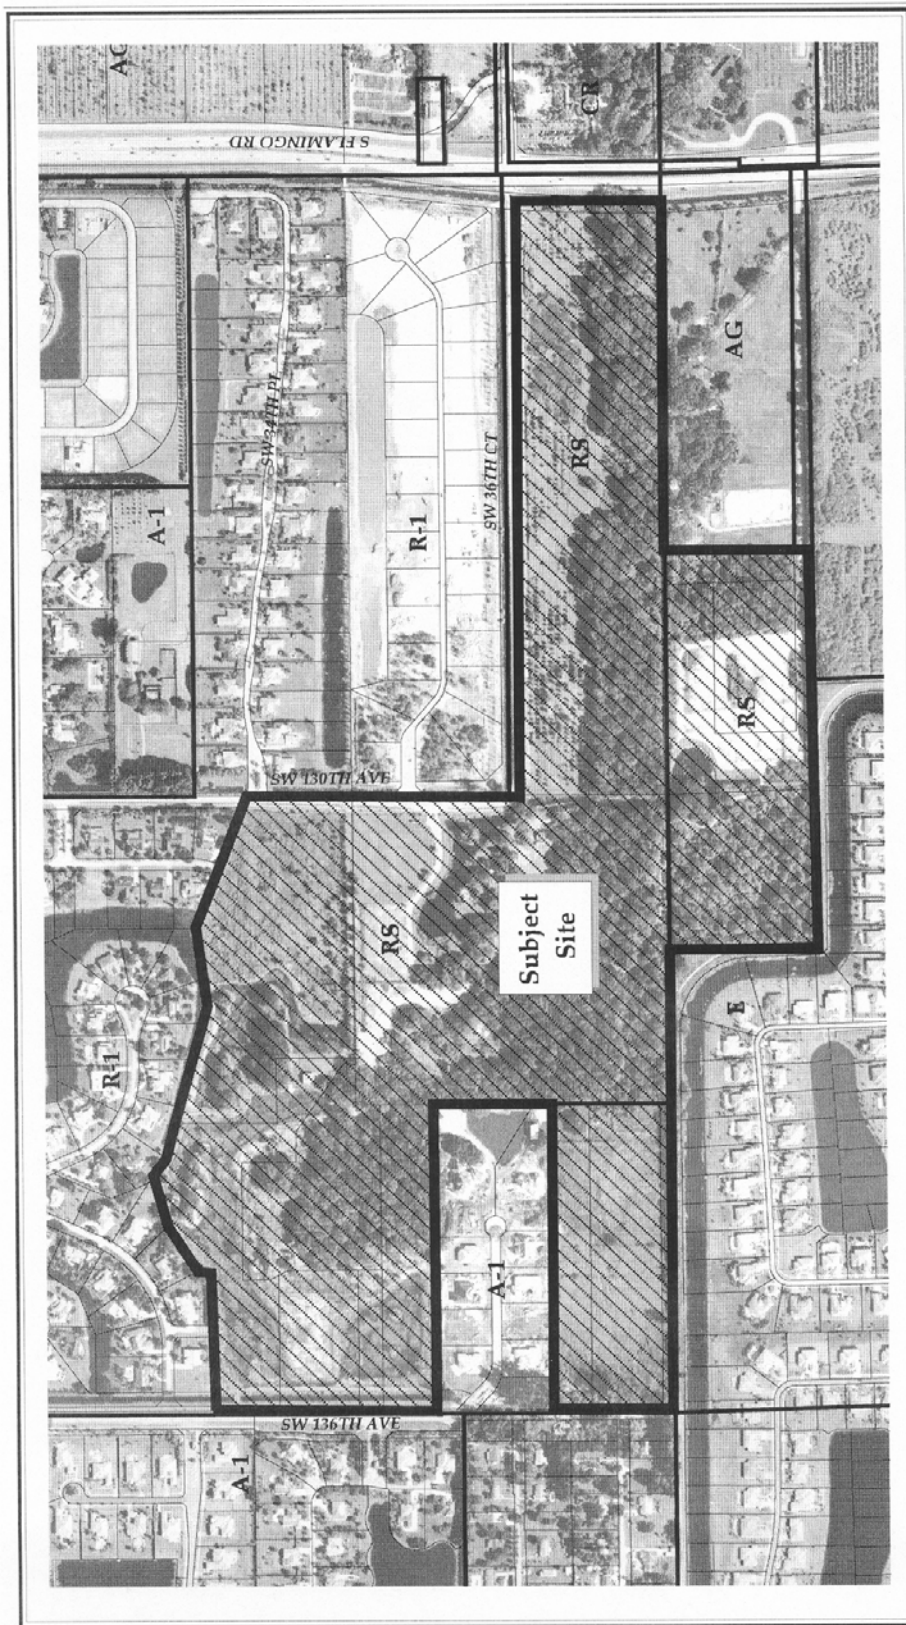 AG
S FLAMINGO RD
CR
SW 34TH PL
A-1
R-1
SW 36TH CT
RS
AG
RS
SW 130TH AVE
RS
Subject
Site
R-1
E
A-1
SW 136TH AVE
A-1